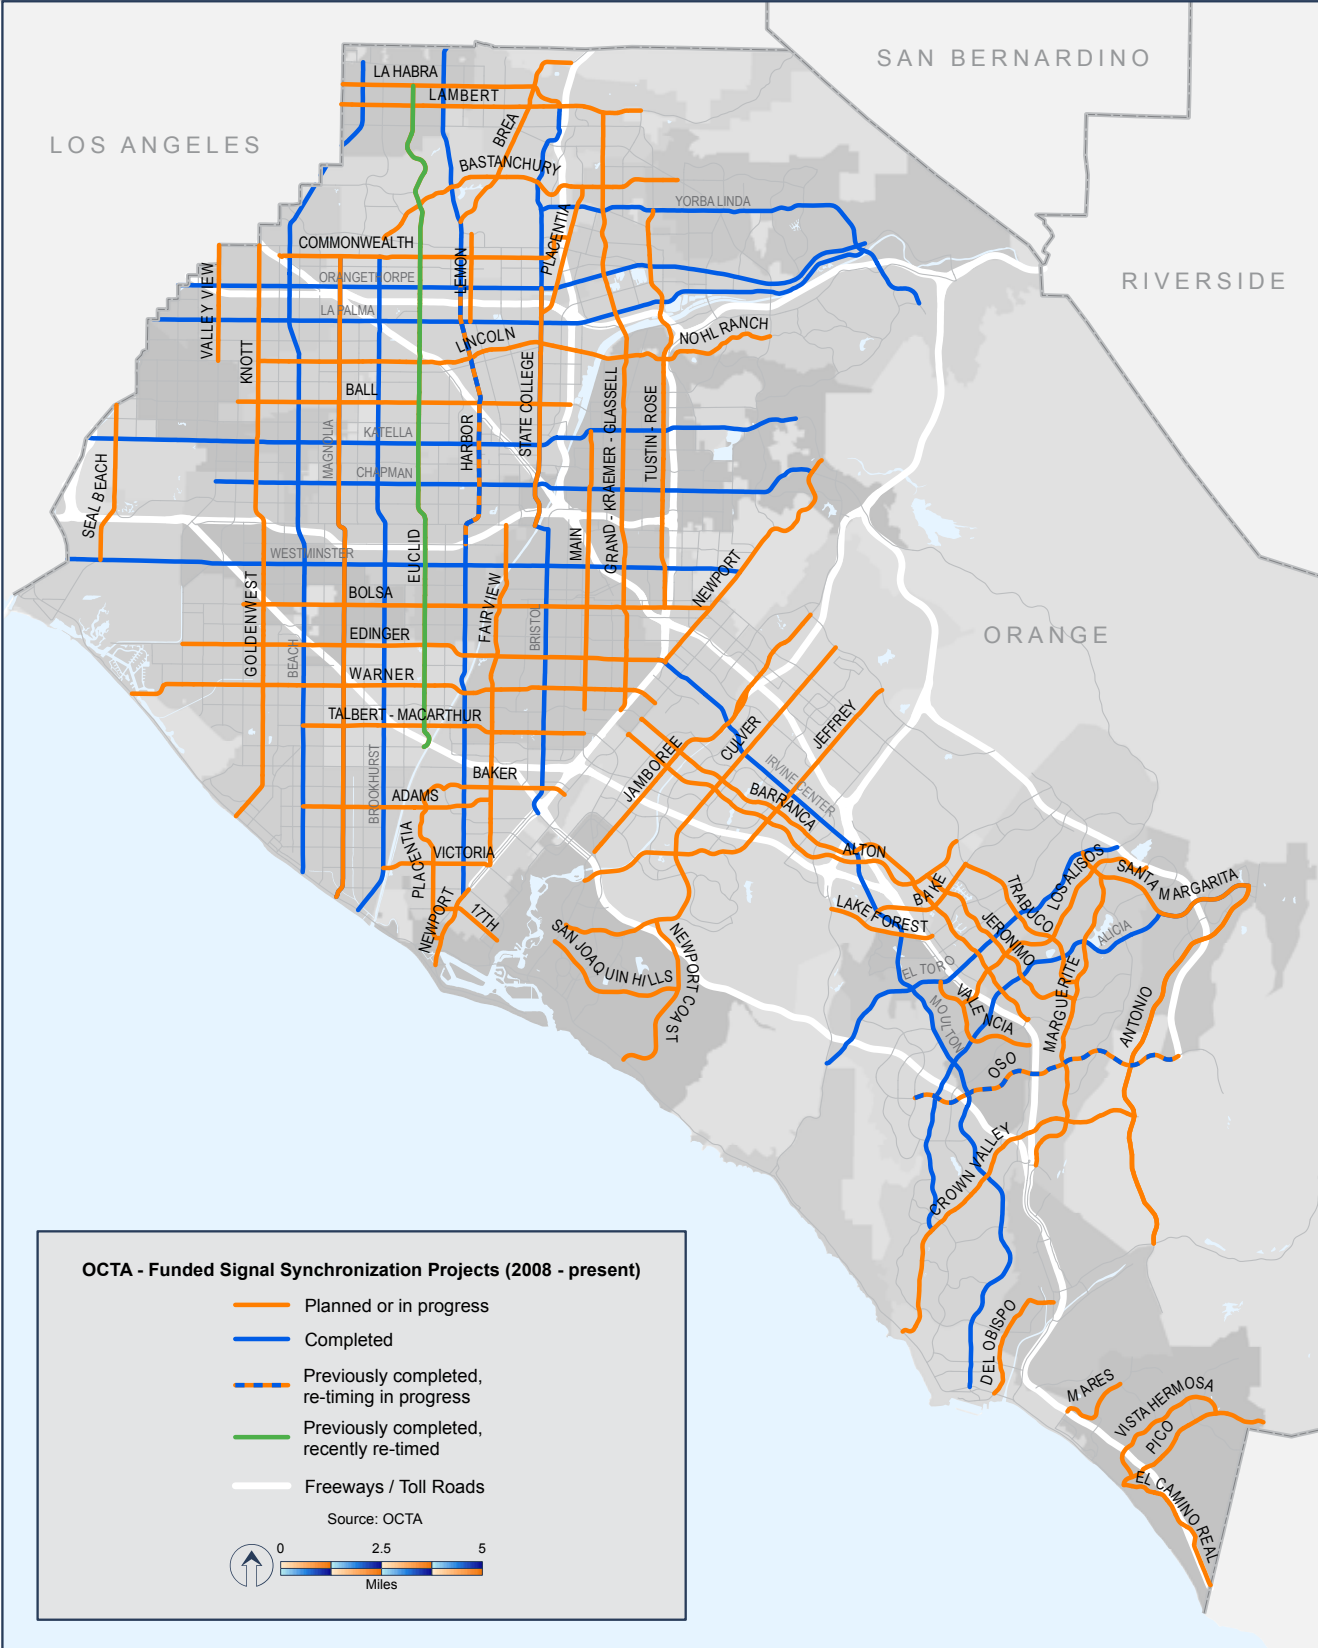 SAN BERNARDINO
LOS ANGELES
RIVERSIDE
ORANGE
LA HABRA
LAMBERT
BREA
BASTANCHURY
YORBA LINDA
PLACENTIA
COMMONWEALTH
LEMON
ORANGETHORPE
VALLEY VIEW
LA PALMA
LINCOLN
NOHL RANCH
KNOTT
BALL
STATE COLLEGE
GRAND - KRAEMER - GLASSELL
TUSTIN - ROSE
HARBOR
KATELLA
MAGNOLIA
CHAPMAN
SEAL BEACH
EUCLID
MAIN
WESTMINSTER
NEWPORT
BOLSA
FAIRVIEW
GOLDENWEST
BRISTOL
EDINGER
BEACH
WARNER
TALBERT - MACARTHUR
JAMBOREE
CULVER
JEFFREY
BROOKHURST
BAKER
IRVINE CENTER
ADAMS
BARRANCA
PLACENTIA
VICTORIA
ALTON
NEWPORT
17TH
BAKE
TRABUCO
LOS ALISOS
SANTA MARGARITA
LAKE FOREST
JERONIMO
ALICIA
SAN JOAQUIN HILLS
NEWPORT COAST
EL TORO
MOULTON
VALENCIA
MARGUERITE
ANTONIO
OSO
CROWN VALLEY
DEL OBISPO
MARES
VISTA HERMOSA
PICO
EL CAMINO REAL
OCTA - Funded Signal Synchronization Projects (2008 - present)
Planned or in progress
Completed
Previously completed,
re-timing in progress
Previously completed,
recently re-timed
Freeways / Toll Roads
Source: OCTA
0 2.5 5
Miles